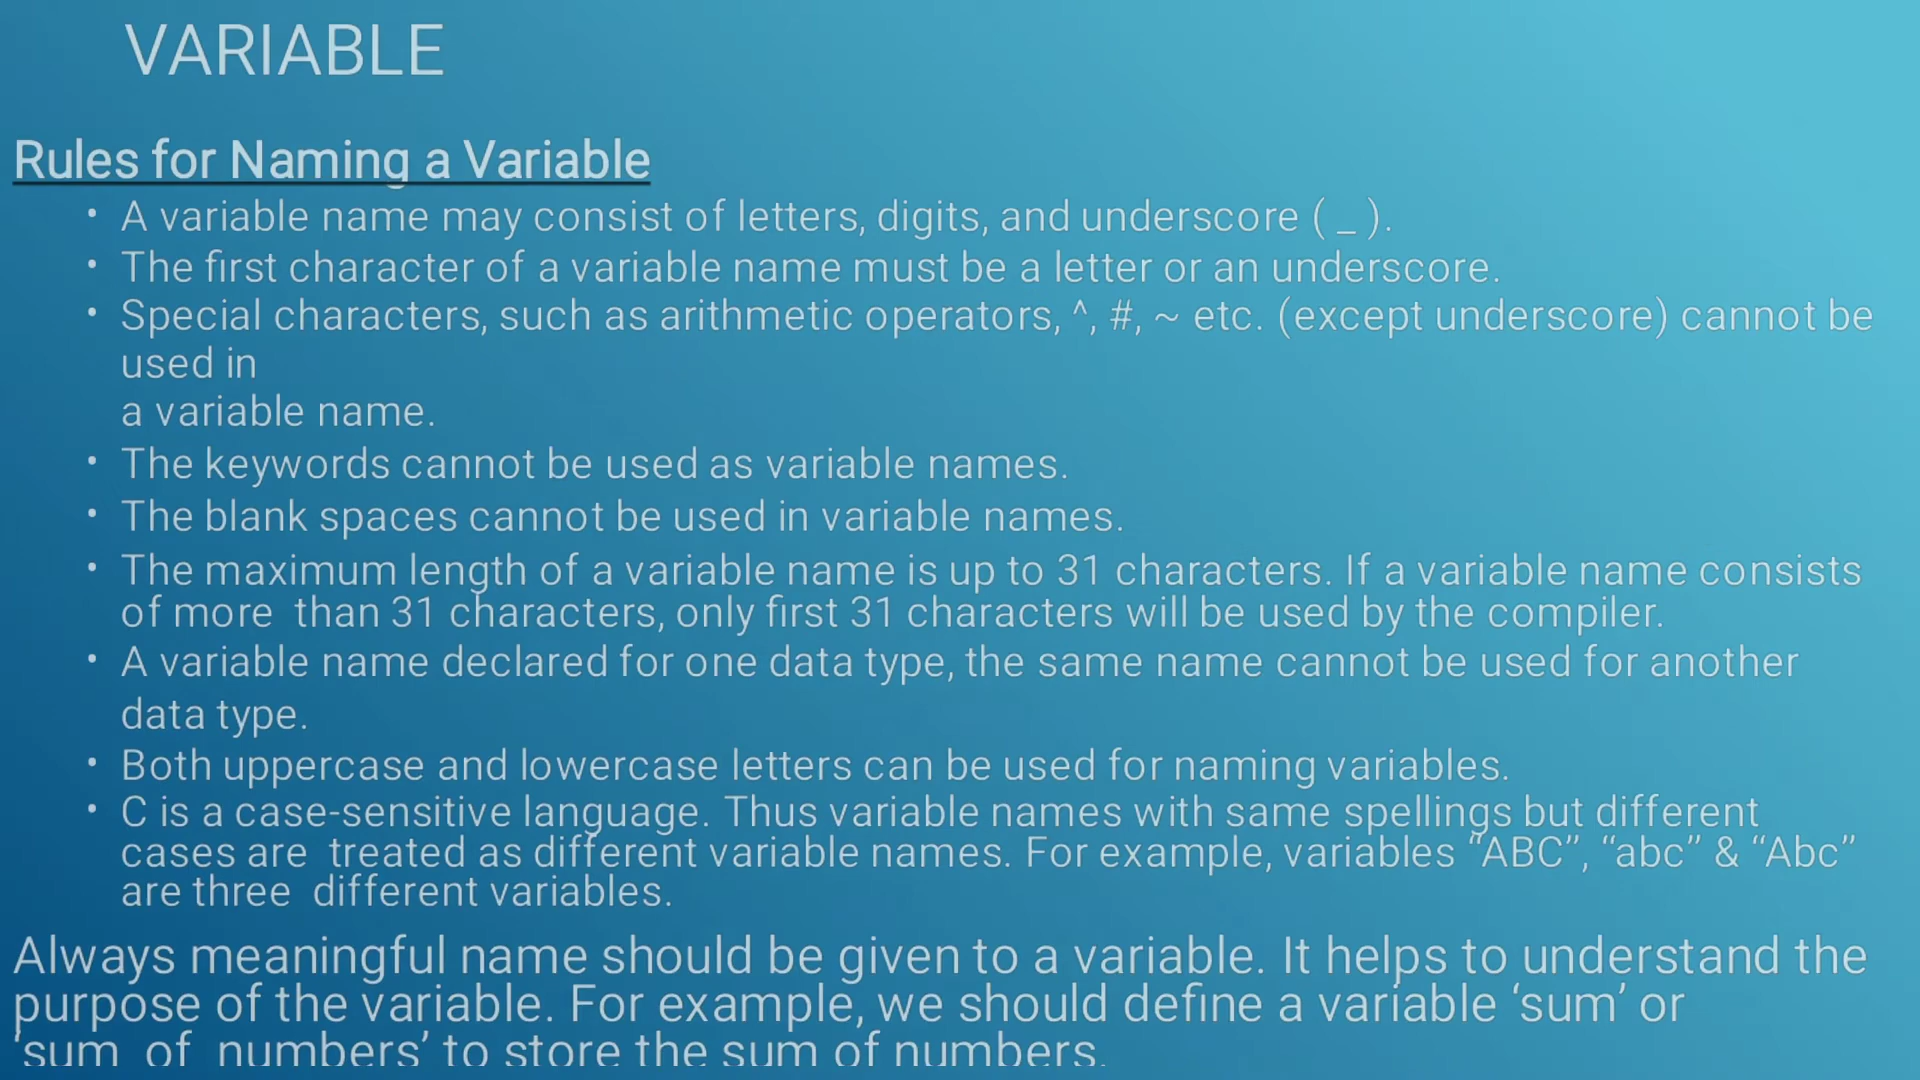 VARIABLE
Rules for Naming a Variable
• A variable name may consist of letters, digits, and underscore ( _ ).
• The first character of a variable name must be a letter or an underscore.
• Special characters, such as arithmetic operators, ^, #, ~ etc. (except underscore) cannot be
used in
a variable name.
• The keywords cannot be used as variable names.
• The blank spaces cannot be used in variable names.
• The maximum length of a variable name is up to 31 characters. If a variable name consists
of more than 31 characters, only first 31 characters will be used by the compiler.
• A variable name declared for one data type, the same name cannot be used for another
data type.
• Both uppercase and lowercase letters can be used for naming variables.
• C is a case-sensitive language. Thus variable names with same spellings but different
cases are treated as different variable names. For example, variables “ABC”, “abc” & “Abc”
are three different variables.
Always meaningful name should be given to a variable. It helps to understand the
purpose of the variable. For example, we should define a variable ‘sum’ or
‘sum_of_numbers’ to store the sum of numbers.